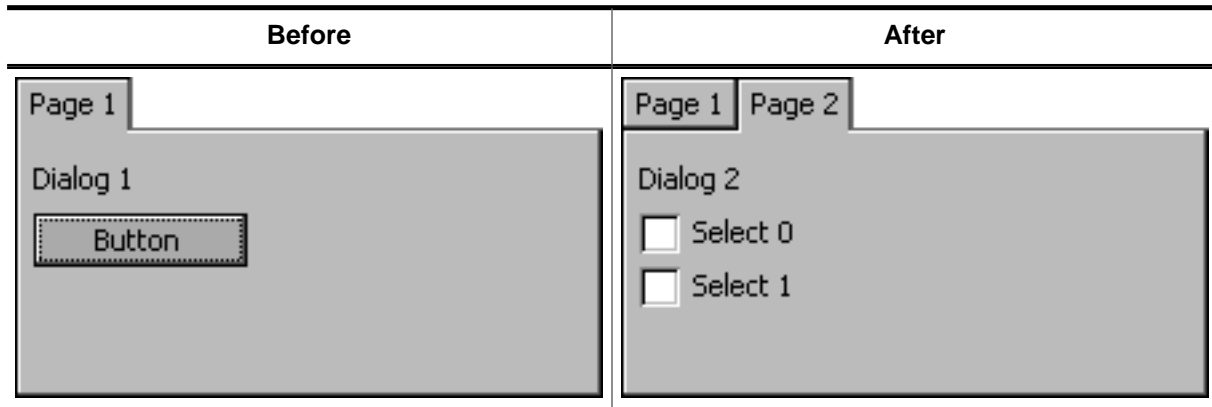 Before After
Page 1 Page 1 Page 2
Dialog 1 Dialog 2
Button Select 0
Select 1